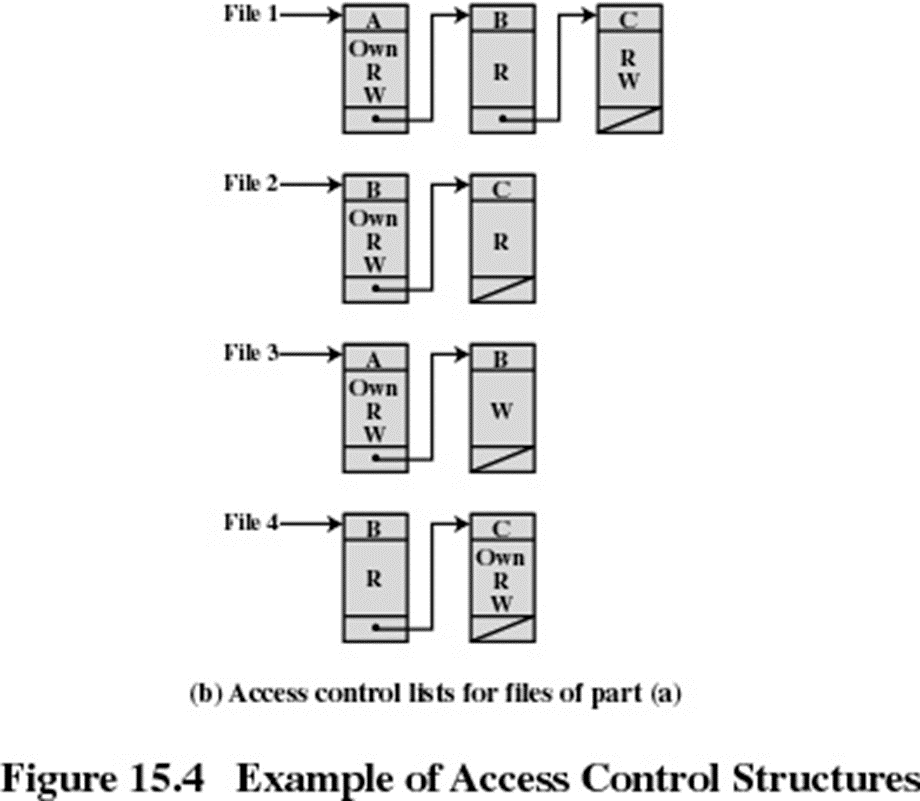 File 1 A B C
Own
R R R
W W
File 2 B C
Own
R R
W
File 3 A B
Own
R W
W
File 4 B C
Own
R R
W
(b) Access control lists for files of part (a)
Figure 15.4 Example of Access Control Structures